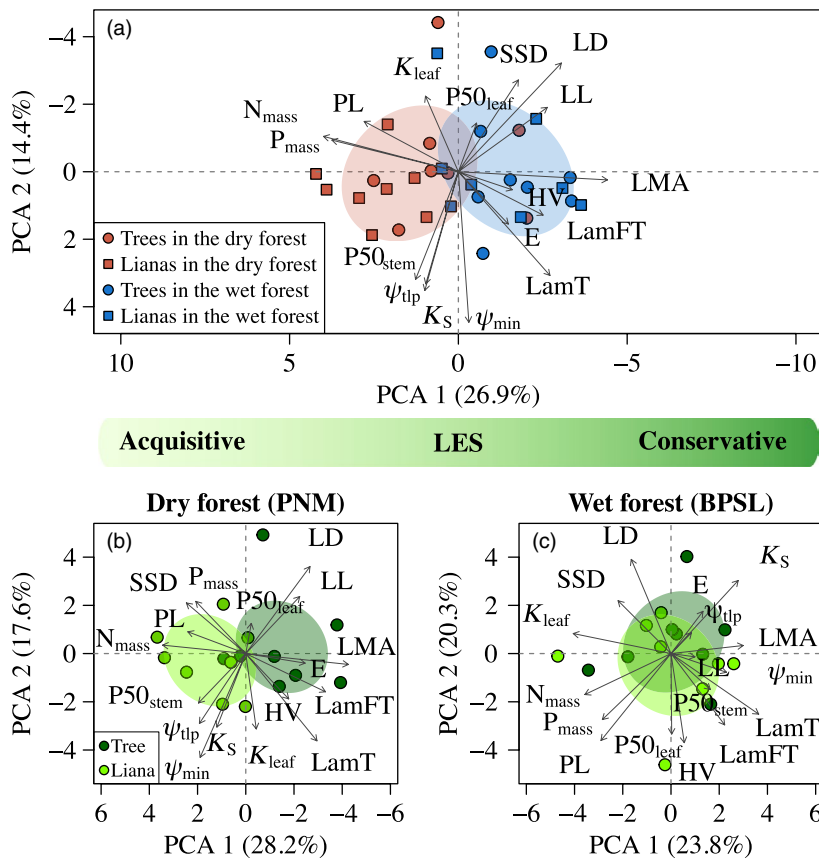 (a)
−4
−2
0
2
4
PCA 2 (14.4%)
LD
SSD
K_leaf
P50_leaf
LL
PL
N_mass
P_mass
LMA
HV
E
LamFT
LamT
P50_stem
ψ_tlp
K_S
ψ_min
Trees in the dry forest
Lianas in the dry forest
Trees in the wet forest
Lianas in the wet forest
10 5 0 −5 −10
PCA 1 (26.9%)
Acquisitive LES Conservative
Dry forest (PNM)
(b)
4
2
0
−2
−4
PCA 2 (17.6%)
LD
P_mass
SSD
P50_leaf
LL
PL
N_mass
LMA
E
P50_stem
LamFT
HV
ψ_tlp
K_S
K_leaf
ψ_min
LamT
Tree
Liana
6 4 2 0 −2 −4 −6
PCA 1 (28.2%)
Wet forest (BPSL)
(c)
4
2
0
−2
−4
PCA 2 (20.3%)
LD
E
K_S
SSD
ψ_tlp
K_leaf
LMA
LL
ψ_min
N_mass
P50_stem
P_mass
LamT
LamFT
P50_leaf
PL
HV
6 4 2 0 2 4 6
PCA 1 (23.8%)